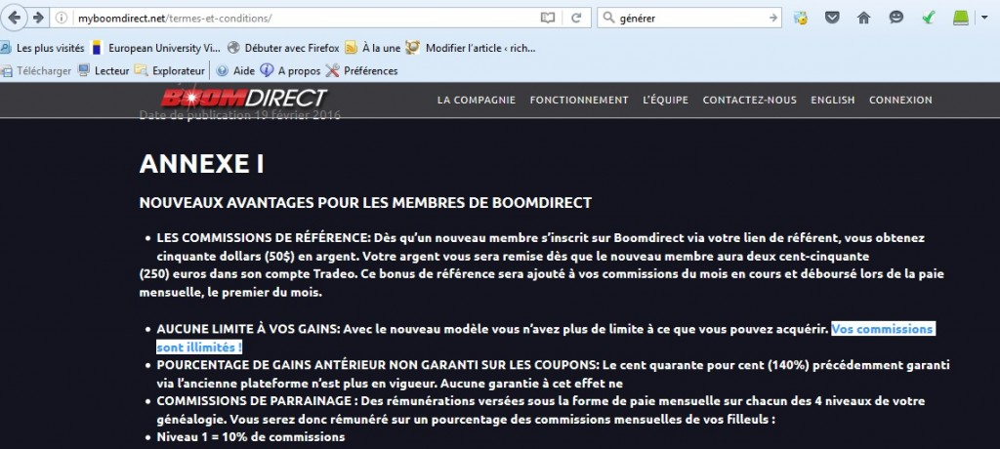 myboomdirect.net/termes-et-conditions/
générer
Les plus visités European University Vi... Débuter avec Firefox À la une Modifier l'article ‹ rich...
Télécharger Lecteur Explorateur Aide A propos Préférences
BOOMDIRECT LA COMPAGNIE FONCTIONNEMENT L'ÉQUIPE CONTACTEZ-NOUS ENGLISH CONNEXION
Date de publication 19 février 2016
ANNEXE I
NOUVEAUX AVANTAGES POUR LES MEMBRES DE BOOMDIRECT
• LES COMMISSIONS DE RÉFÉRENCE: Dès qu'un nouveau membre s'inscrit sur Boomdirect via votre lien de référent, vous obtenez
cinquante dollars (50$) en argent. Votre argent vous sera remise dès que le nouveau membre aura deux cent-cinquante
(250) euros dans son compte Tradeo. Ce bonus de référence sera ajouté à vos commissions du mois en cours et déboursé lors de la paie
mensuelle, le premier du mois.
• AUCUNE LIMITE À VOS GAINS: Avec le nouveau modèle vous n'avez plus de limite à ce que vous pouvez acquérir. Vos commissions
sont illimités !
• POURCENTAGE DE GAINS ANTÉRIEUR NON GARANTI SUR LES COUPONS: Le cent quarante pour cent (140%) précédemment garanti
via l'ancienne plateforme n'est plus en vigueur. Aucune garantie à cet effet ne
• COMMISSIONS DE PARRAINAGE : Des rémunérations versées sous la forme de paie mensuelle sur chacun des 4 niveaux de votre
généalogie. Vous serez donc rémunéré sur un pourcentage des commissions mensuelles de vos filleuls :
• Niveau 1 = 10% de commissions